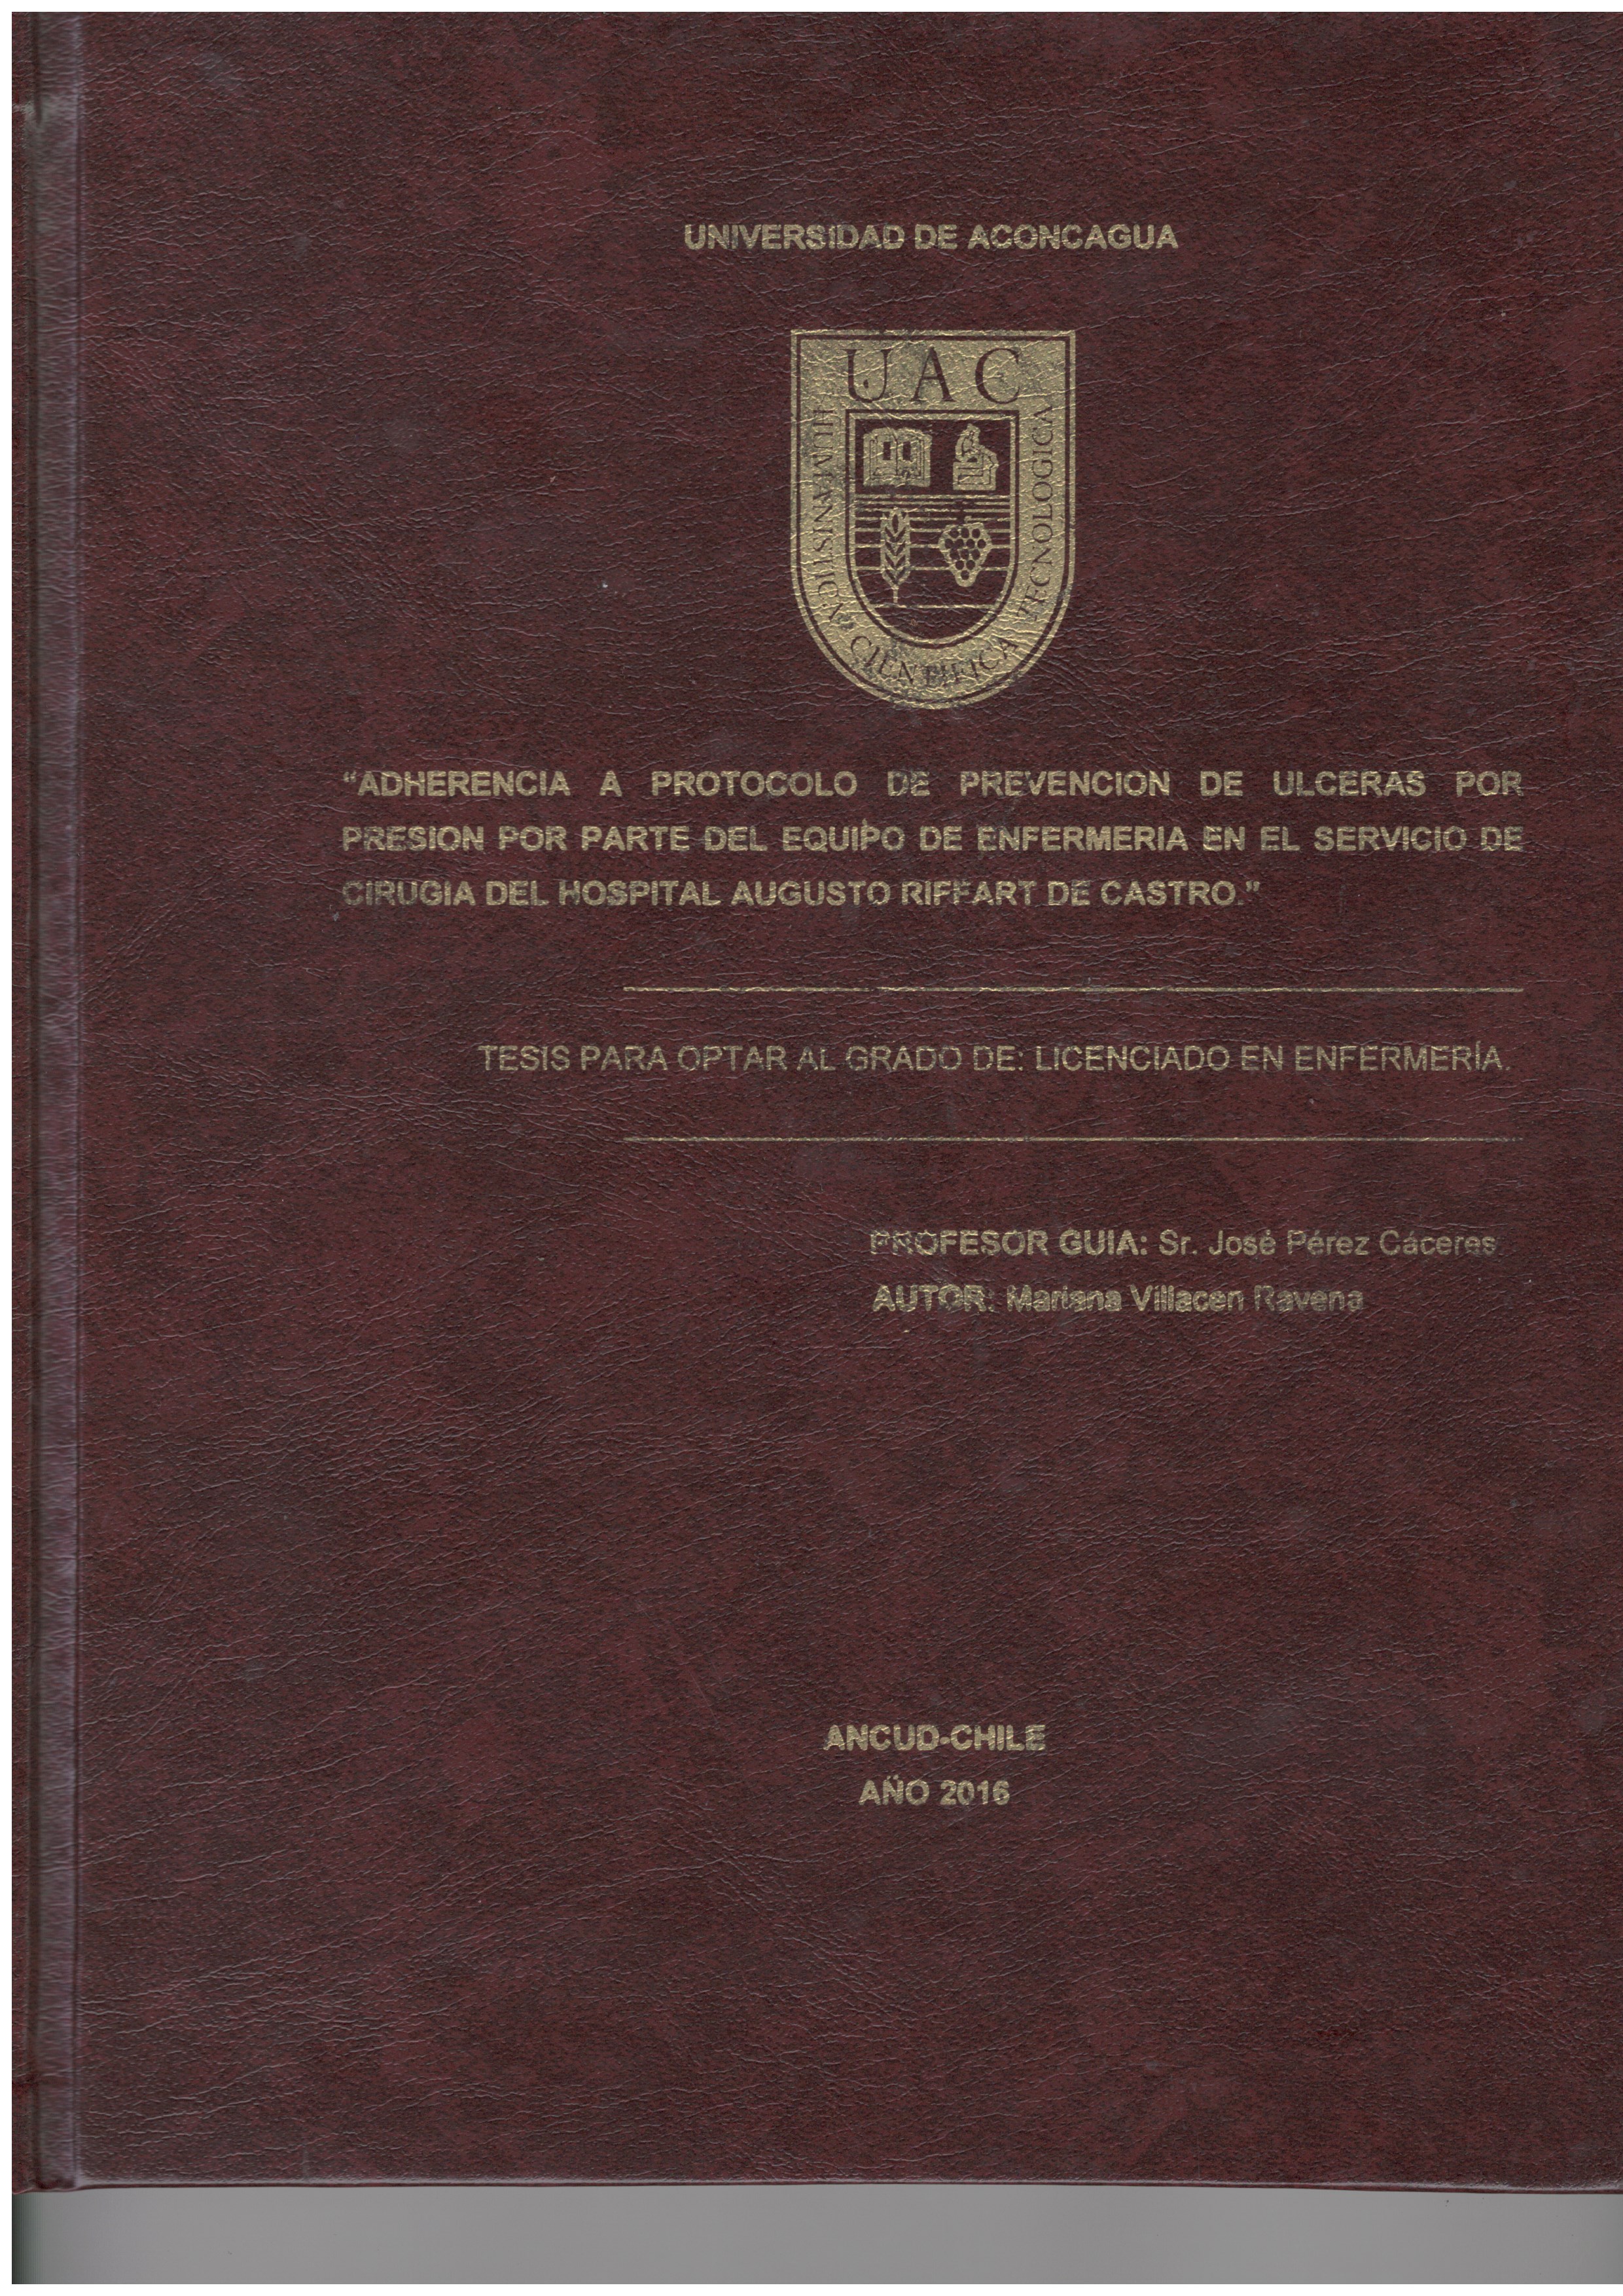 UNIVERSIDAD DE ACONCAGUA
UAC
HUMANISTICA CIENTIFICA TECNOLOGICA
“ADHERENCIA A PROTOCOLO DE PREVENCION DE ULCERAS POR
PRESION POR PARTE DEL EQUIPO DE ENFERMERIA EN EL SERVICIO DE
CIRUGIA DEL HOSPITAL AUGUSTO RIFFART DE CASTRO.”
TESIS PARA OPTAR AL GRADO DE: LICENCIADO EN ENFERMERÍA.
PROFESOR GUIA: Sr. José Pérez Cáceres
AUTOR: Mariana Villacen Ravena
ANCUD-CHILE
AÑO 2016